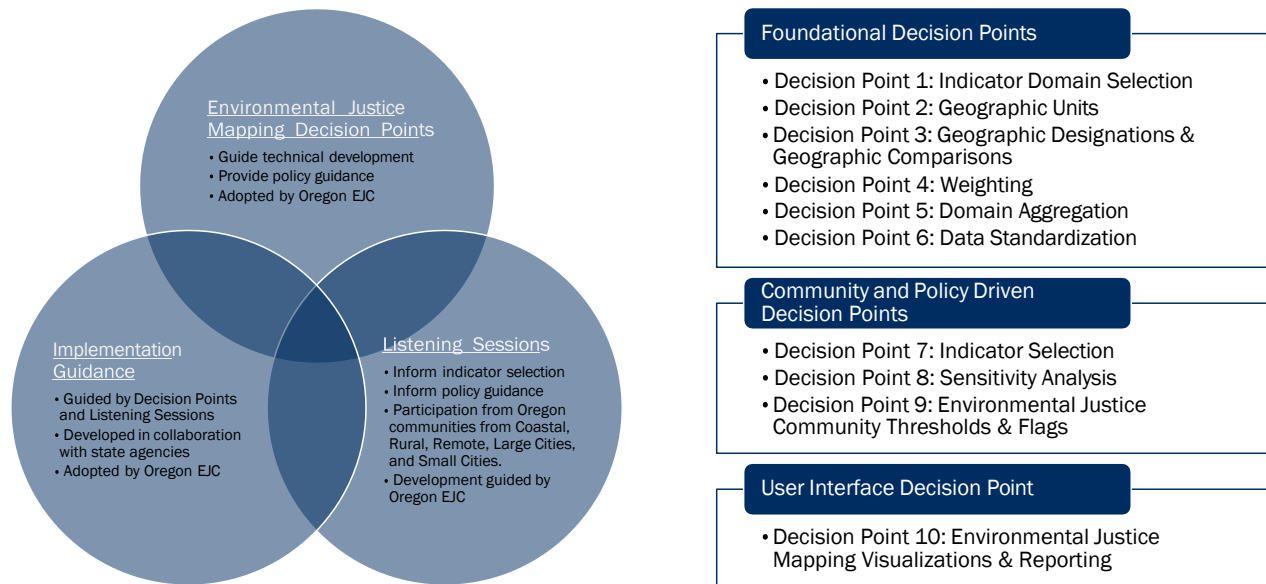 Environmental Justice
Mapping Decision Points
• Guide technical development
• Provide policy guidance
• Adopted by Oregon EJC
Implementation
Guidance
• Guided by Decision Points
and Listening Sessions
• Developed in collaboration
with state agencies
• Adopted by Oregon EJC
Listening Sessions
• Inform indicator selection
• Inform policy guidance
• Participation from Oregon
communities from Coastal,
Rural, Remote, Large Cities,
and Small Cities.
• Development guided by
Oregon EJC
Foundational Decision Points
• Decision Point 1: Indicator Domain Selection
• Decision Point 2: Geographic Units
• Decision Point 3: Geographic Designations &
Geographic Comparisons
• Decision Point 4: Weighting
• Decision Point 5: Domain Aggregation
• Decision Point 6: Data Standardization
Community and Policy Driven
Decision Points
• Decision Point 7: Indicator Selection
• Decision Point 8: Sensitivity Analysis
• Decision Point 9: Environmental Justice
Community Thresholds & Flags
User Interface Decision Point
• Decision Point 10: Environmental Justice
Mapping Visualizations & Reporting